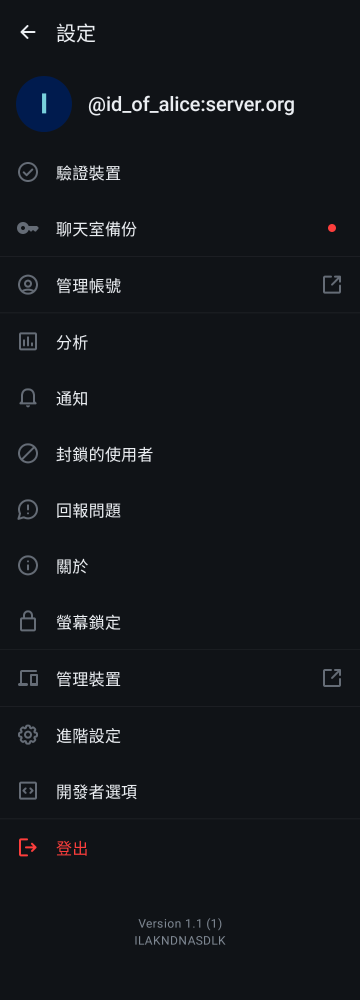 設定
I
@id_of_alice:server.org
驗證裝置
聊天室備份
管理帳號
分析
通知
封鎖的使用者
回報問題
關於
螢幕鎖定
管理裝置
進階設定
開發者選項
登出
Version 1.1 (1)
ILAKNDNASDLK